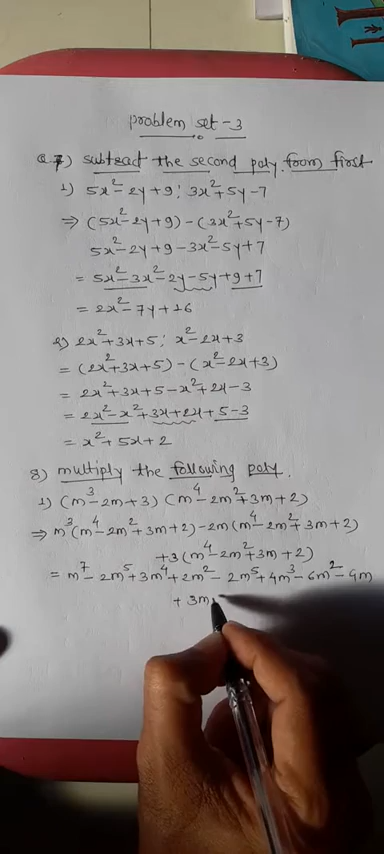 problem set-3
Q 7) subtract the second poly. from first
1) 5x²-2y+9; 3x²+5y-7
⇒ (5x²-2y+9) - (3x²+5y-7)
5x²-2y+9-3x²-5y+7
= 5x²-3x²-2y-5y+9+7
= 2x²-7y+16
2) 2x²+3x+5; x²-2x+3
= (2x²+3x+5) - (x²-2x+3)
= 2x²+3x+5-x²+2x-3
= 2x²-x²+3x+2x+5-3
= x²+5x+2
8) multiply the following poly.
1) (m³-2m+3) (m⁴-2m²+3m+2)
⇒ m³(m⁴-2m²+3m+2)-2m(m⁴-2m²+3m+2)
+3(m⁴-2m²+3m+2)
= m⁷-2m⁵+3m⁴+2m²-2m⁵+4m³-6m²-4m
+3m